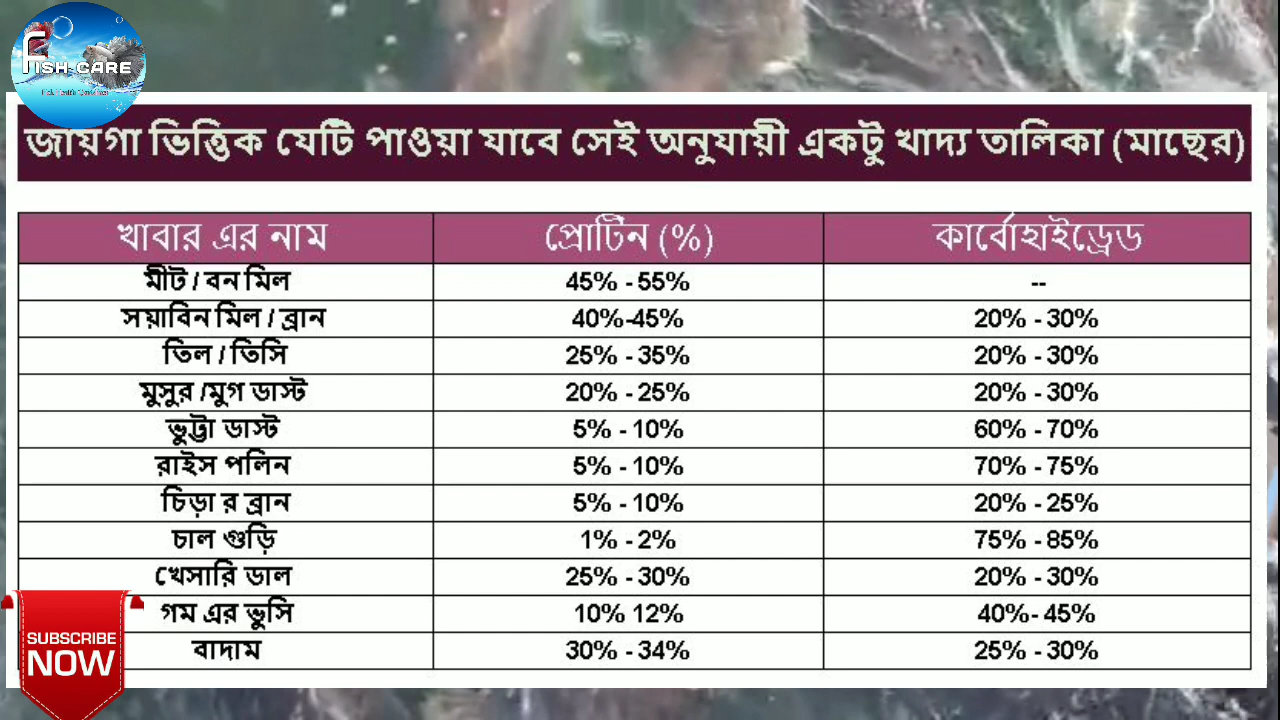 FISH CARE
জায়গা ভিত্তিক যেটি পাওয়া যাবে সেই অনুযায়ী একটু খাদ্য তালিকা (মাছের)
খাবার এর নাম প্রোটিন (%) কার্বোহাইড্রেড
মীট / বন মিল 45% - 55% --
সয়াবিন মিল / ব্রান 40%-45% 20% - 30%
তিল / তিসি 25% - 35% 20% - 30%
মুসুর /মুগ ডাস্ট 20% - 25% 20% - 30%
ভুট্টা ডাস্ট 5% - 10% 60% - 70%
রাইস পলিন 5% - 10% 70% - 75%
চিড়া র ব্রান 5% - 10% 20% - 25%
চাল গুড়ি 1% - 2% 75% - 85%
খেসারি ডাল 25% - 30% 20% - 30%
গম এর ভুসি 10% 12% 40%- 45%
বাদাম 30% - 34% 25% - 30%
SUBSCRIBE
NOW